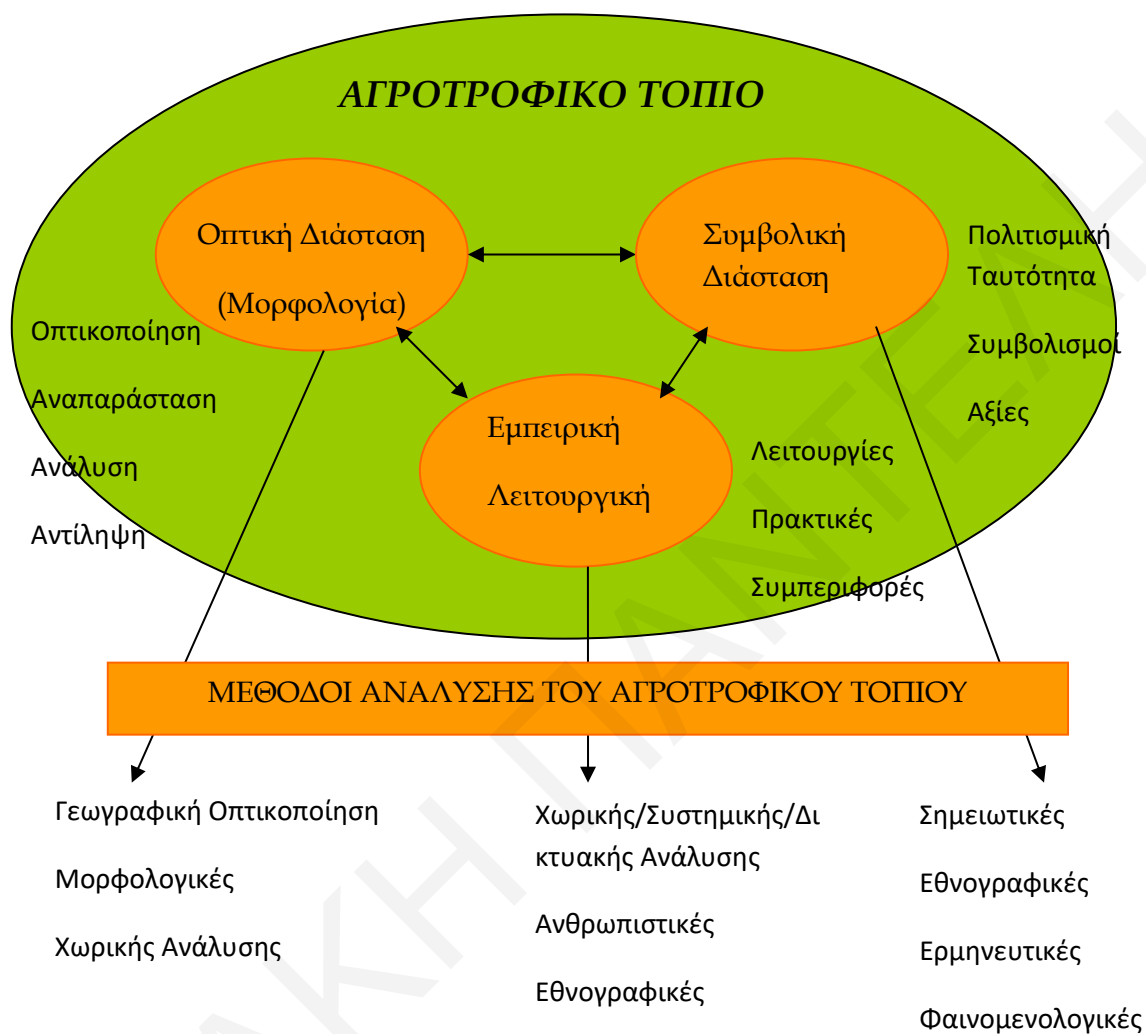 ΑΓΡΟΤΡΟΦΙΚΟ ΤΟΠΙΟ
Οπτική Διάσταση
(Μορφολογία)
Συμβολική
Διάσταση
Πολιτισμική
Ταυτότητα
Συμβολισμοί
Αξίες
Οπτικοποίηση
Αναπαράσταση
Ανάλυση
Αντίληψη
Εμπειρική
Λειτουργική
Λειτουργίες
Πρακτικές
Συμπεριφορές
ΜΕΘΟΔΟΙ ΑΝΑΛΥΣΗΣ ΤΟΥ ΑΓΡΟΤΡΟΦΙΚΟΥ ΤΟΠΙΟΥ
Γεωγραφική Οπτικοποίηση
Μορφολογικές
Χωρικής Ανάλυσης
Χωρικής/Συστημικής/Δι
κτυακής Ανάλυσης
Ανθρωπιστικές
Εθνογραφικές
Σημειωτικές
Εθνογραφικές
Ερμηνευτικές
Φαινομενολογικές
ΑΚΗ ΠΑΝΤΕΛΗ